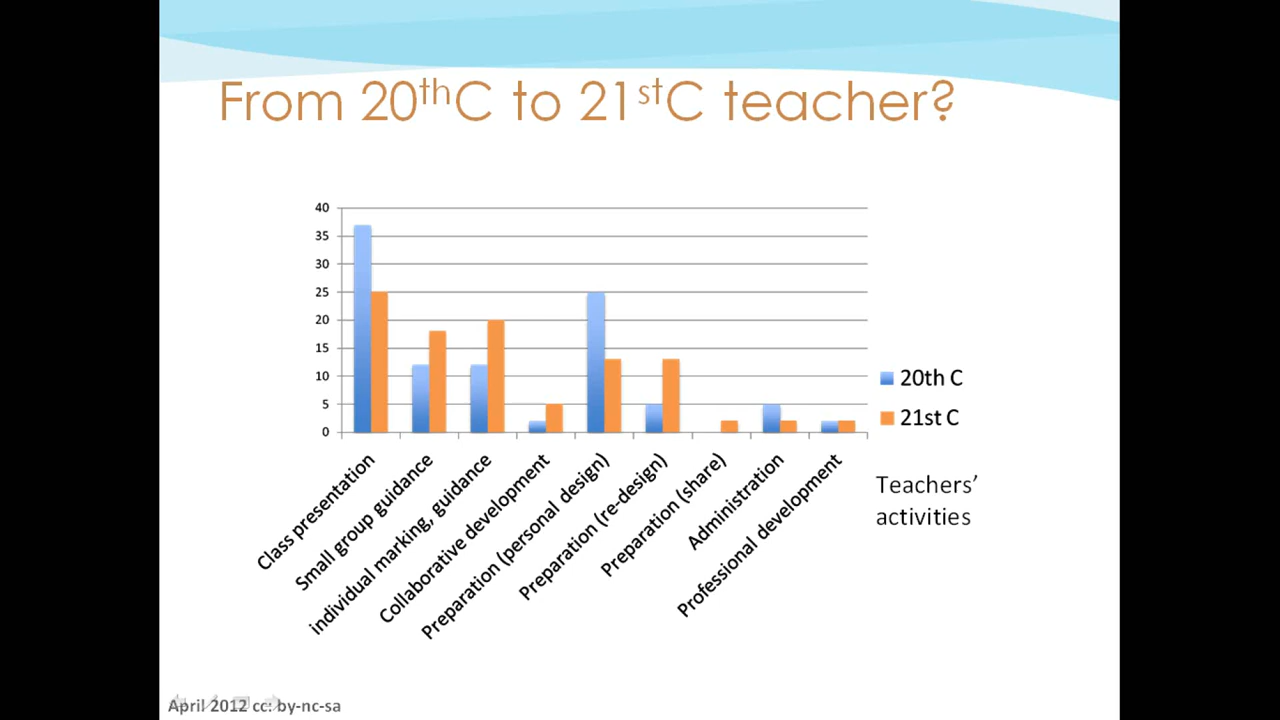 From 20thC to 21stC teacher?
40
35
30
25
20
15
10
5
0
Class presentation
Small group guidance
individual marking, guidance
Collaborative development
Preparation (personal design)
Preparation (re-design)
Preparation (share)
Administration
Professional development
20th C
21st C
Teachers'
activities
April 2012 cc: by-nc-sa